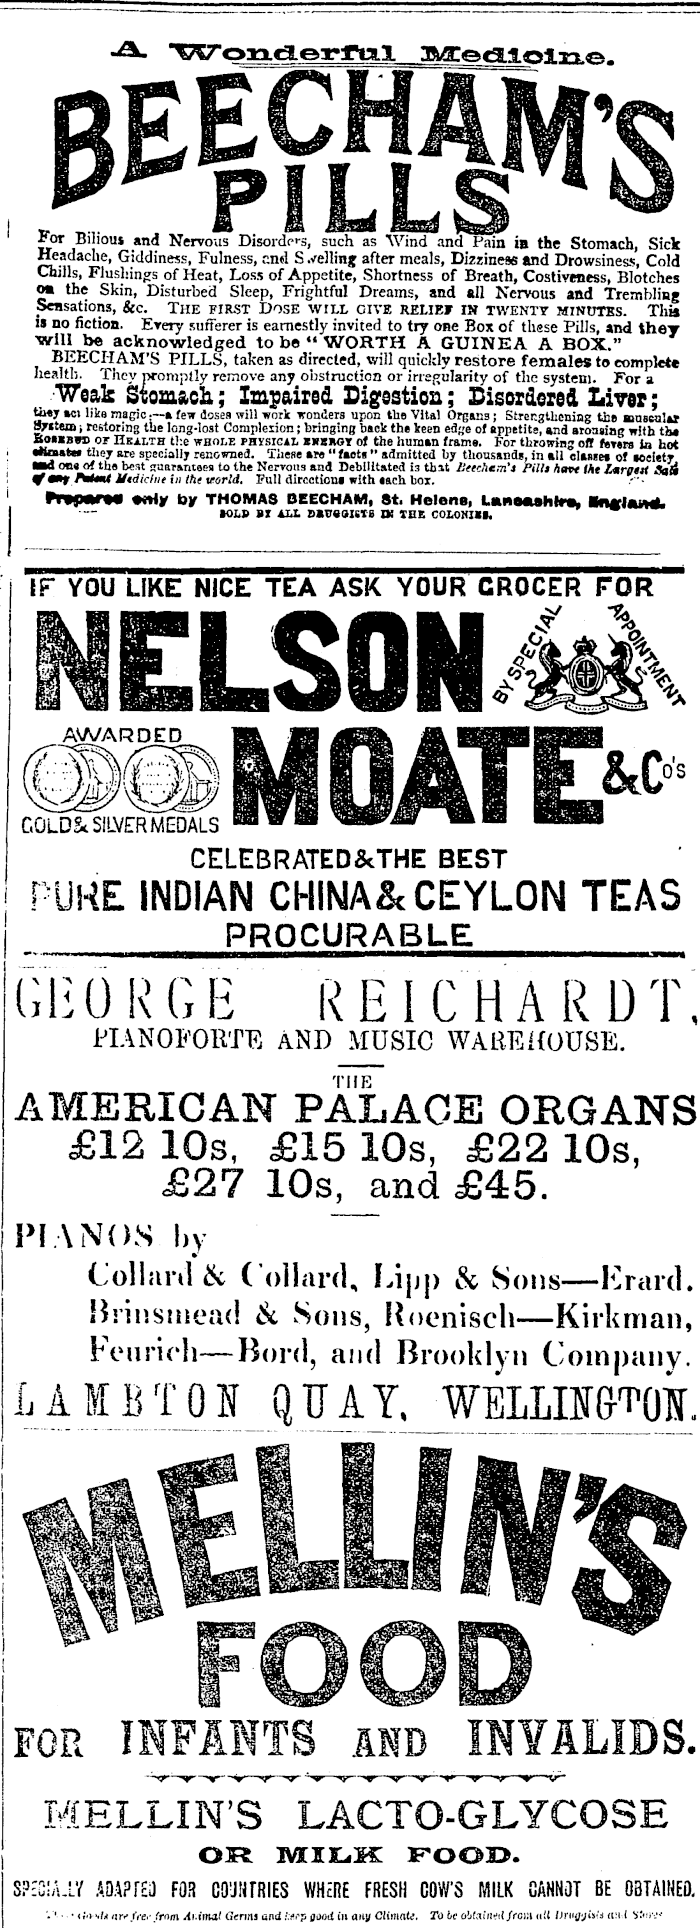 A Wonderful Medicine.
BEECHAM'S
PILLS
For Bilious and Nervous Disorders, such as Wind and Pain in the Stomach, Sick
Headache, Giddiness, Fulness, and Swelling after meals, Dizziness and Drowsiness, Cold
Chills, Flushings of Heat, Loss of Appetite, Shortness of Breath, Costiveness, Blotches
on the Skin, Disturbed Sleep, Frightful Dreams, and all Nervous and Trembling
Sensations, &c. THE FIRST DOSE WILL GIVE RELIEF IN TWENTY MINUTES. This
is no fiction. Every sufferer is earnestly invited to try one Box of these Pills, and they
will be acknowledged to be "WORTH A GUINEA A BOX."
BEECHAM'S PILLS, taken as directed, will quickly restore females to complete
health. They promptly remove any obstruction or irregularity of the system. For a
Weak Stomach; Impaired Digestion; Disordered Liver;
they act like magic:—a few doses will work wonders upon the Vital Organs; Strengthening the muscular
System; restoring the long-lost Complexion; bringing back the keen edge of appetite, and arousing with the
ROSEBUD OF HEALTH the WHOLE PHYSICAL ENERGY of the human frame. For throwing off fevers in hot
climates they are specially renowned. These are "facts" admitted by thousands, in all classes of society,
and one of the best guarantees to the Nervous and Debilitated is that Beecham's Pills have the Largest Sale
of any Patent Medicine in the world. Full directions with each box.
Prepared only by THOMAS BEECHAM, St. Helens, Lancashire, England.
SOLD BY ALL DRUGGISTS IN THE COLONIES.
IF YOU LIKE NICE TEA ASK YOUR GROCER FOR
NELSON
BY SPECIAL APPOINTMENT
AWARDED
GOLD & SILVER MEDALS
MOATE & Co's
CELEBRATED & THE BEST
PURE INDIAN CHINA & CEYLON TEAS
PROCURABLE
GEORGE REICHARDT,
PIANOFORTE AND MUSIC WAREHOUSE.
THE
AMERICAN PALACE ORGANS
£12 10s, £15 10s, £22 10s,
£27 10s, and £45.
PIANOS by
Collard & Collard, Lipp & Sons—Erard.
Brinsmead & Sons, Roenisch—Kirkman,
Feurich—Bord, and Brooklyn Company.
LAMBTON QUAY, WELLINGTON.
MELLIN'S
FOOD
FOR INFANTS AND INVALIDS.
MELLIN'S LACTO-GLYCOSE
OR MILK FOOD.
SPECIALLY ADAPTED FOR COUNTRIES WHERE FRESH COW'S MILK CANNOT BE OBTAINED.
are free from Animal Germs and keep good in any Climate. To be obtained from all Druggists and Stores